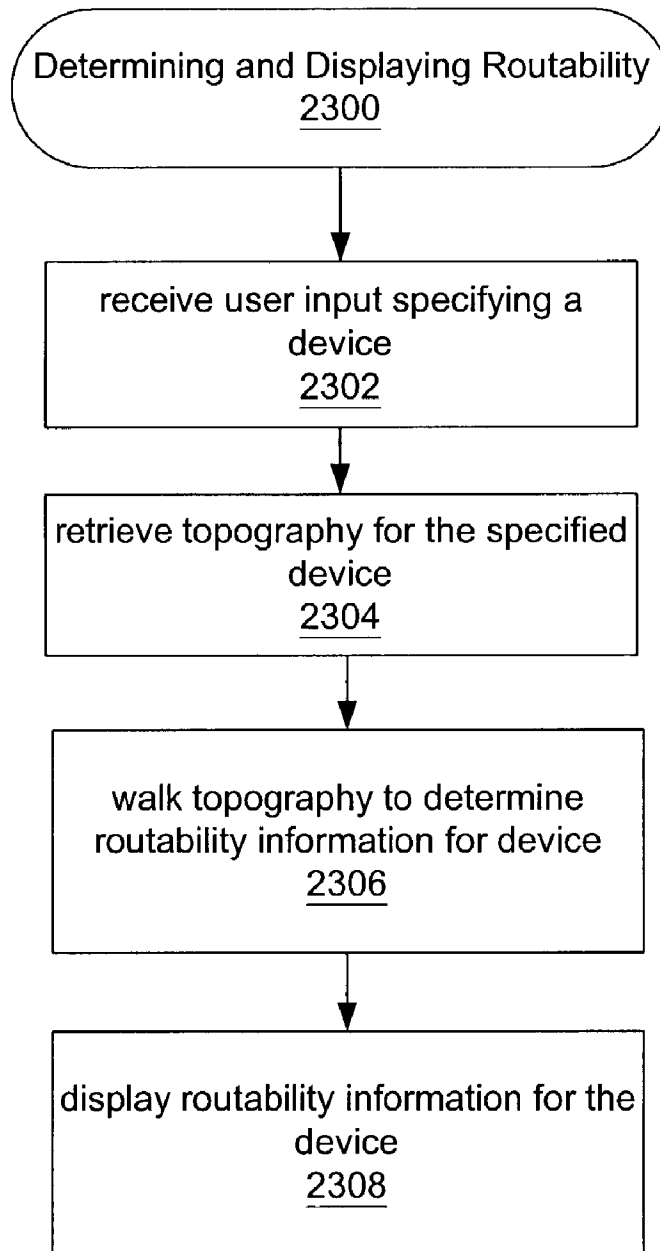 Determining and Displaying Routability
2300
receive user input specifying a
device
2302
retrieve topography for the specified
device
2304
walk topography to determine
routability information for device
2306
display routability information for the
device
2308